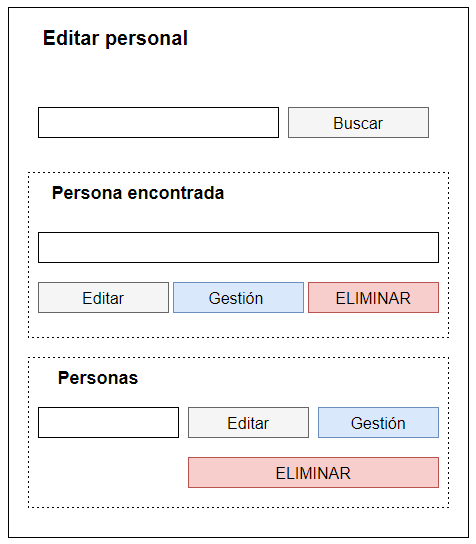 Editar personal
Buscar
Persona encontrada
Editar Gestión ELIMINAR
Personas
Editar Gestión
ELIMINAR